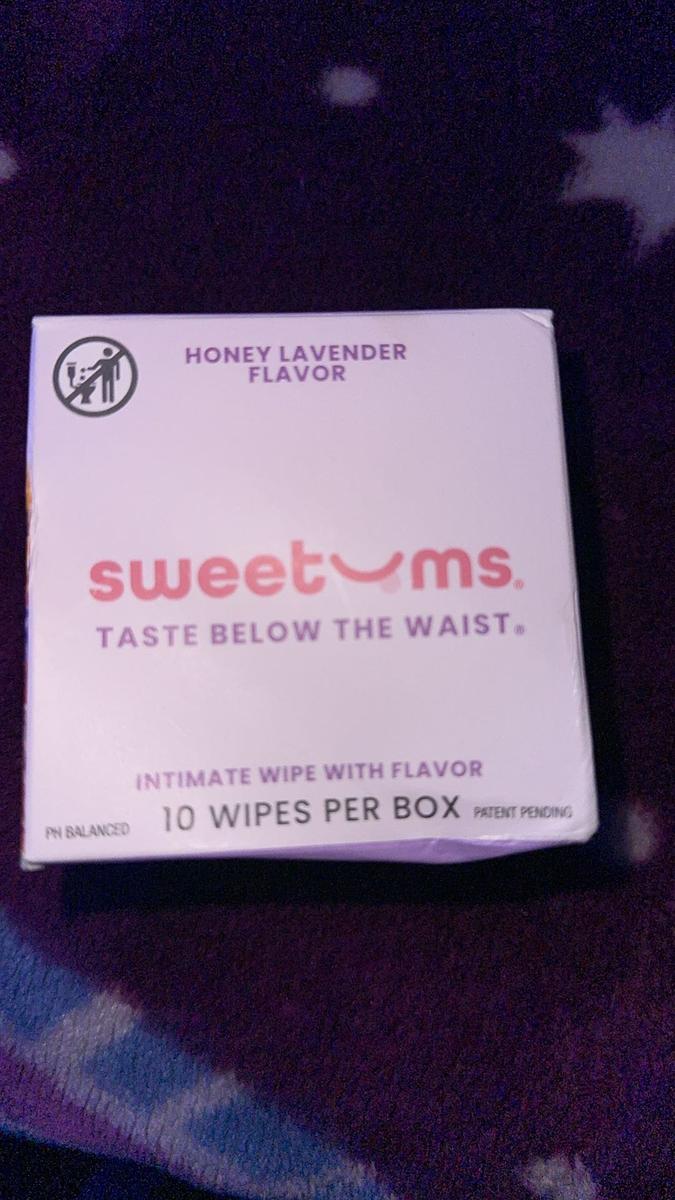 HONEY LAVENDER
FLAVOR
sweetums®
TASTE BELOW THE WAIST®
INTIMATE WIPE WITH FLAVOR
PH BALANCED 10 WIPES PER BOX PATENT PENDING